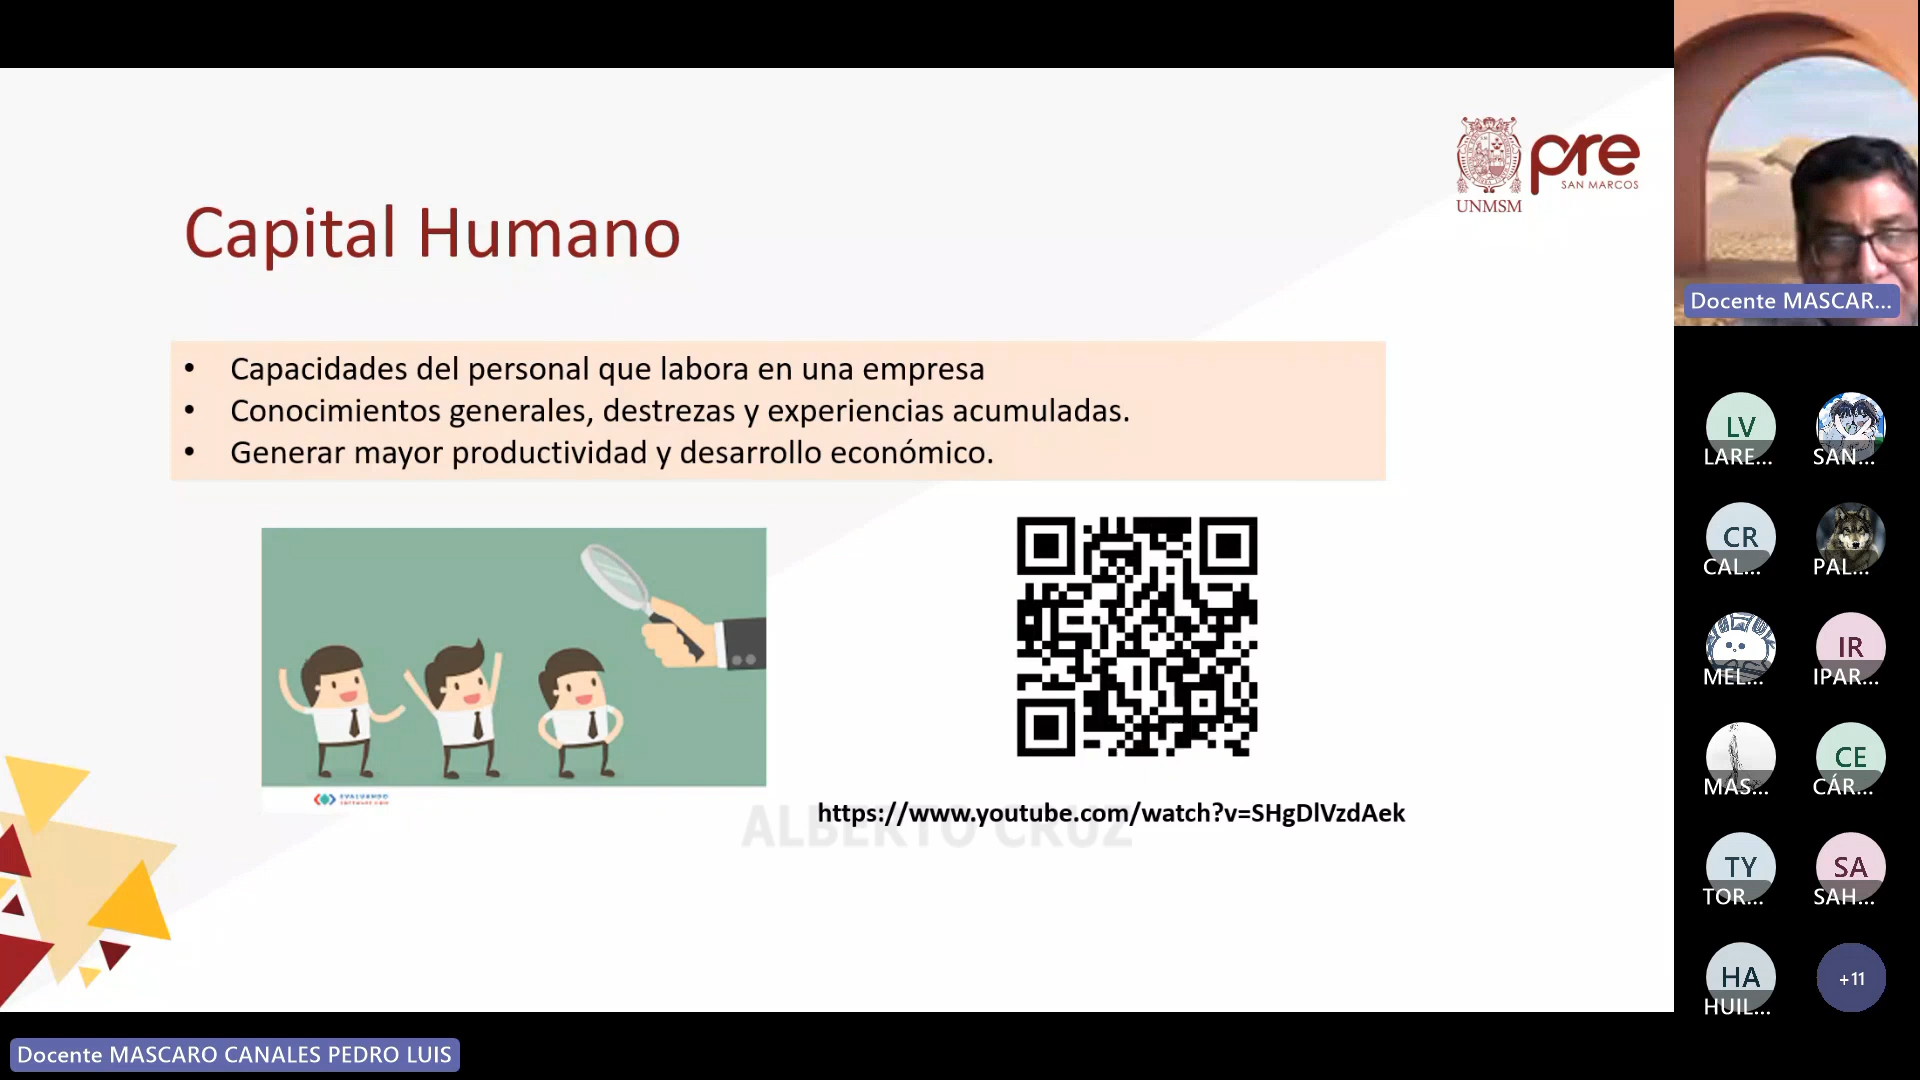 pre
SAN MARCOS
UNMSM
Capital Humano
• Capacidades del personal que labora en una empresa
• Conocimientos generales, destrezas y experiencias acumuladas.
• Generar mayor productividad y desarrollo económico.
EVALUANDO
SOFTWARE.COM
https://www.youtube.com/watch?v=SHgDlVzdAek
ALBERTO CRUZ
Docente MASCARO CANALES PEDRO LUIS
Docente MASCAR...
LV
LARE...
SAN...
CR
CAL...
PAL...
MEL...
IR
IPAR...
MAS...
CE
CÁR...
TY
TOR...
SA
SAH...
HA
HUIL...
+11